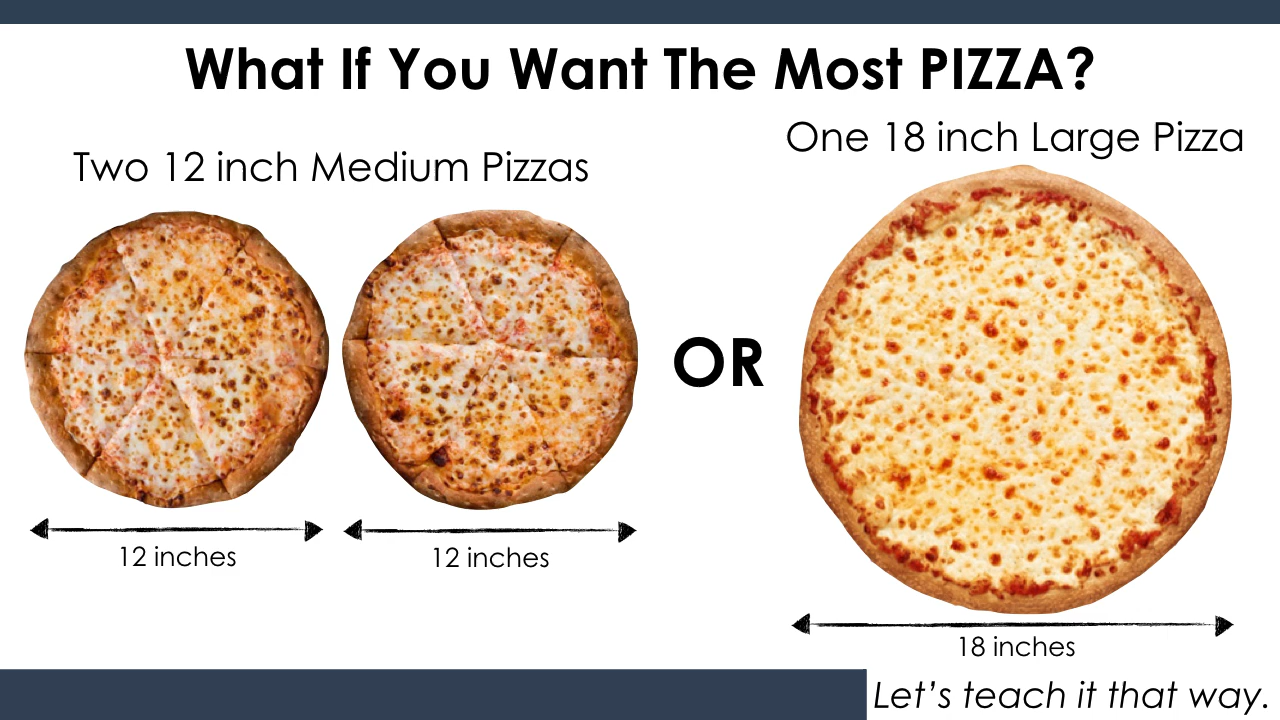 What If You Want The Most PIZZA?
Two 12 inch Medium Pizzas
One 18 inch Large Pizza
OR
12 inches
12 inches
18 inches
Let's teach it that way.